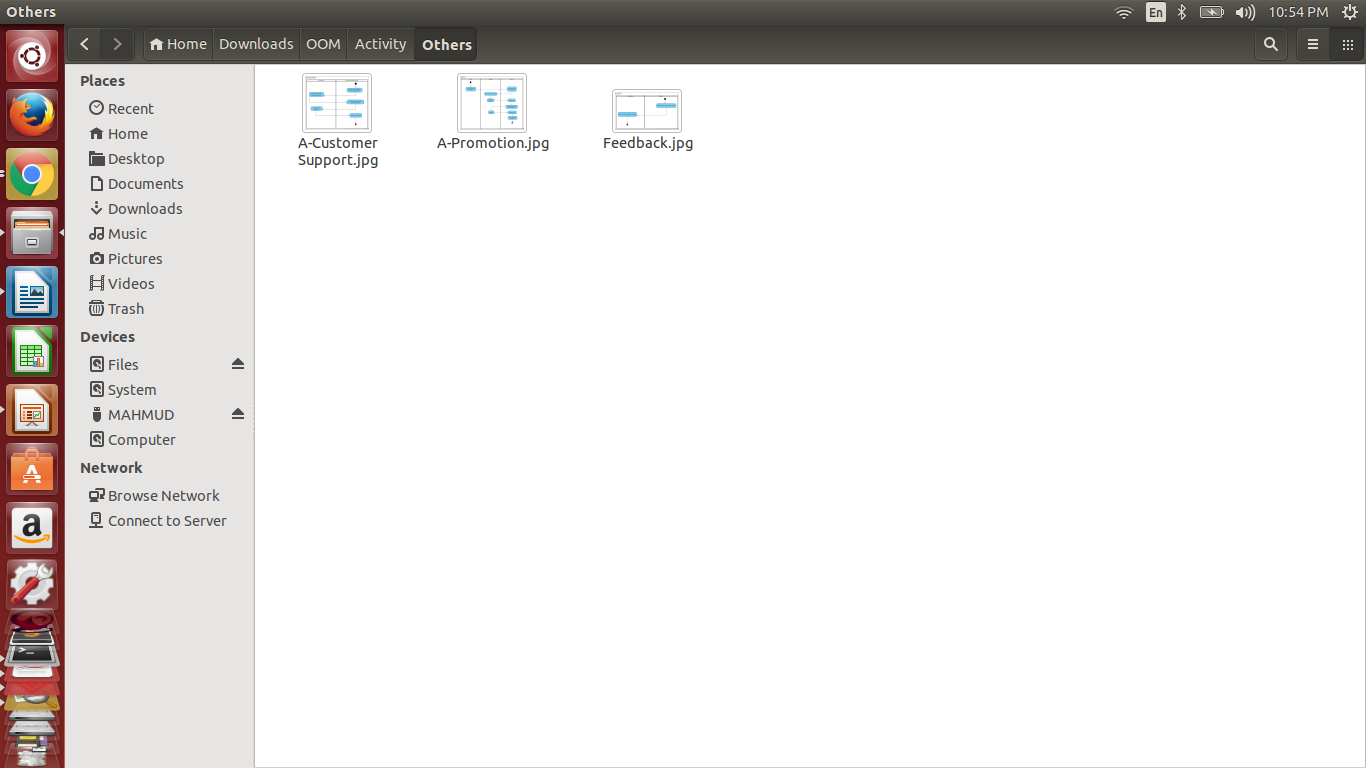 Others
En
10:54 PM
Home
Downloads
OOM
Activity
Others
Places
Recent
Home
Desktop
Documents
Downloads
Music
Pictures
Videos
Trash
Devices
Files
System
MAHMUD
Computer
Network
Browse Network
Connect to Server
A-Customer
Support.jpg
A-Promotion.jpg
Feedback.jpg